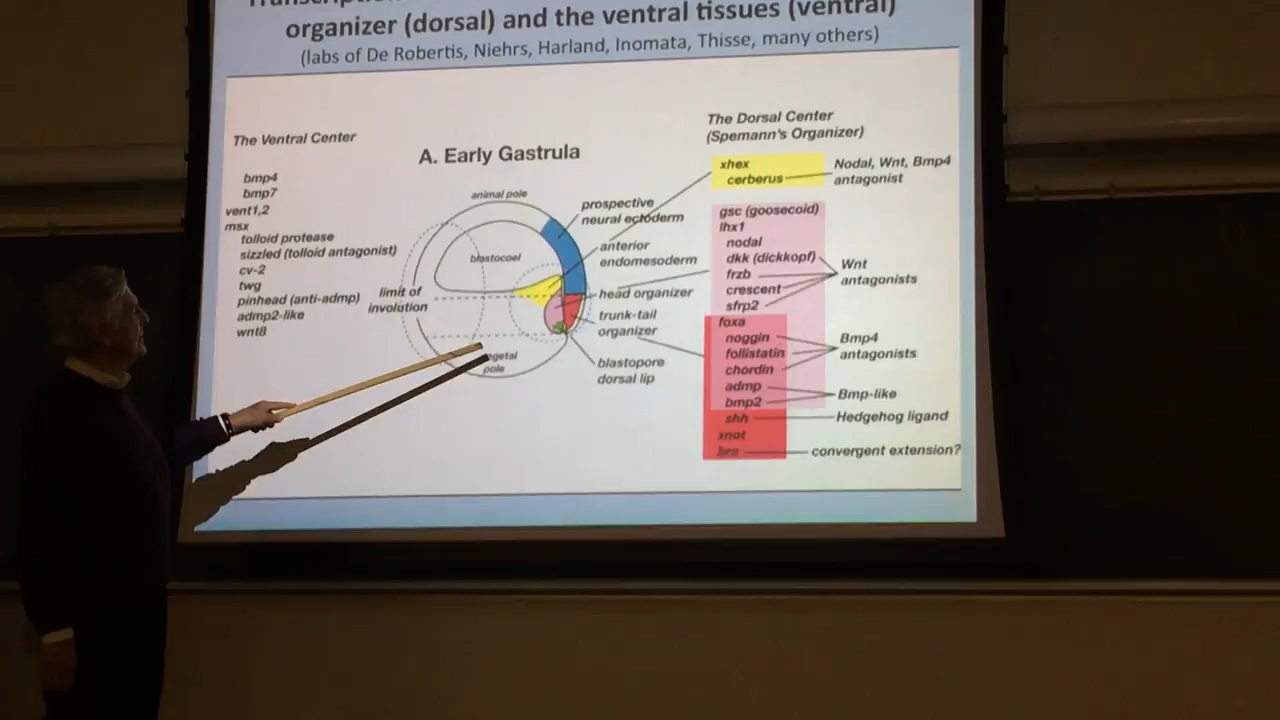 organizer (dorsal) and the ventral tissues (ventral)
(labs of De Robertis, Niehrs, Harland, Inomata, Thisse, many others)
The Ventral Center
bmp4
bmp7
vent1,2
msx
tolloid protease
sizzled (tolloid antagonist)
cv-2
twg
pinhead (anti-admp)
admp2-like
wnt8
A. Early Gastrula
animal pole
blastocoel
limit of
involution
pole
prospective
neural ectoderm
anterior
endomesoderm
head organizer
trunk-tail
organizer
blastopore
dorsal lip
The Dorsal Center
(Spemann's Organizer)
xhex
cerberus
Nodal, Wnt, Bmp4
antagonist
gsc (goosecoid)
lhx1
nodal
dkk (dickkopf)
frzb
crescent
sfrp2
Wnt
antagonists
foxa
noggin
follistatin
chordin
Bmp4
antagonists
admp
bmp2
Bmp-like
shh
Hedgehog ligand
xnot
bra
convergent extension?